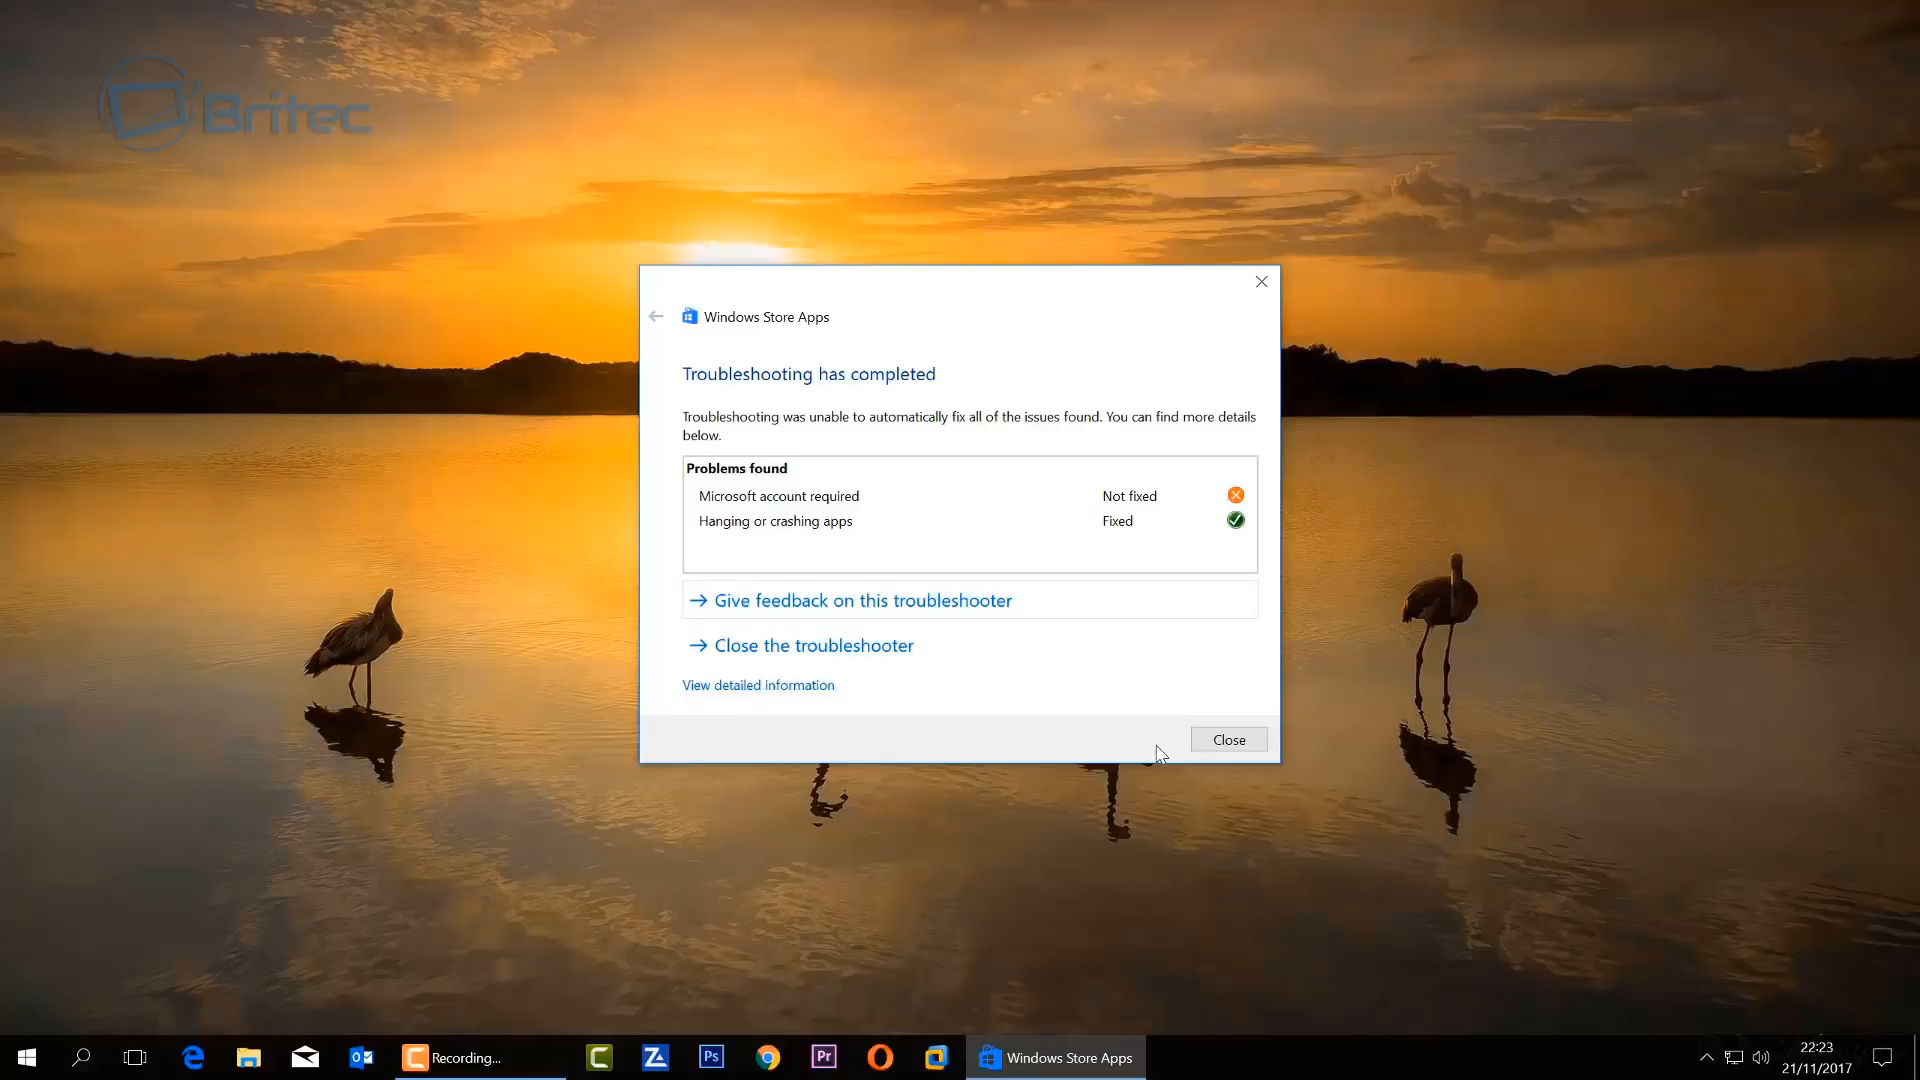 Britec
Windows Store Apps
Troubleshooting has completed
Troubleshooting was unable to automatically fix all of the issues found. You can find more details
below.
Problems found
Microsoft account required Not fixed
Hanging or crashing apps Fixed
Give feedback on this troubleshooter
Close the troubleshooter
View detailed information
Close
Recording...
Ps
Pr
Windows Store Apps
22:23
21/11/2017